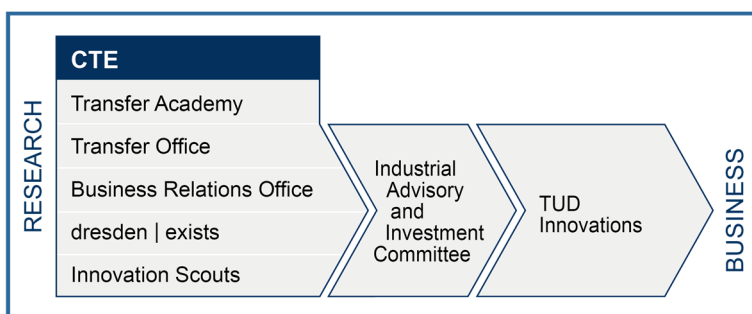 RESEARCH
CTE
Transfer Academy
Transfer Office
Business Relations Office
dresden | exists
Innovation Scouts
Industrial
Advisory
and
Investment
Committee
TUD
Innovations
BUSINESS